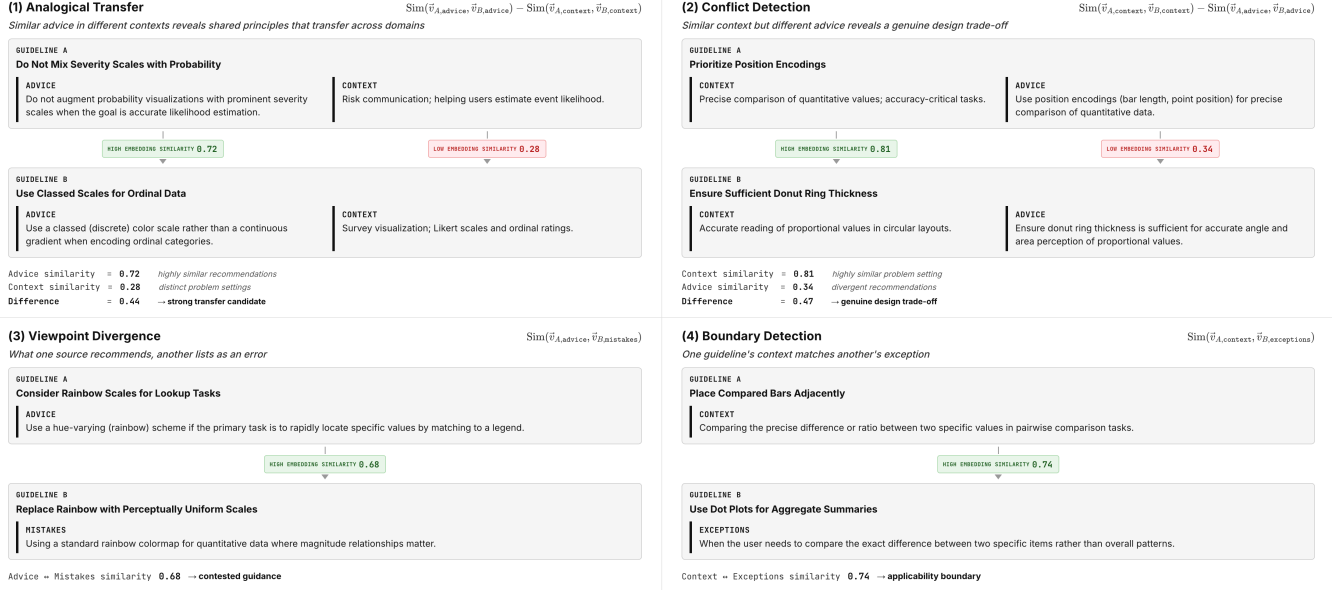 (1) Analogical Transfer
Sim(v⃗A,advice, v⃗B,advice) − Sim(v⃗A,context, v⃗B,context)
Similar advice in different contexts reveals shared principles that transfer across domains
GUIDELINE A
Do Not Mix Severity Scales with Probability
ADVICE
Do not augment probability visualizations with prominent severity
scales when the goal is accurate likelihood estimation.
CONTEXT
Risk communication; helping users estimate event likelihood.
HIGH EMBEDDING SIMILARITY 0.72
LOW EMBEDDING SIMILARITY 0.28
GUIDELINE B
Use Classed Scales for Ordinal Data
ADVICE
Use a classed (discrete) color scale rather than a continuous
gradient when encoding ordinal categories.
CONTEXT
Survey visualization; Likert scales and ordinal ratings.
Advice similarity = 0.72 highly similar recommendations
Context similarity = 0.28 distinct problem settings
Difference = 0.44 → strong transfer candidate
(2) Conflict Detection
Sim(v⃗A,context, v⃗B,context) − Sim(v⃗A,advice, v⃗B,advice)
Similar context but different advice reveals a genuine design trade-off
GUIDELINE A
Prioritize Position Encodings
CONTEXT
Precise comparison of quantitative values; accuracy-critical tasks.
ADVICE
Use position encodings (bar length, point position) for precise
comparison of quantitative data.
HIGH EMBEDDING SIMILARITY 0.81
LOW EMBEDDING SIMILARITY 0.34
GUIDELINE B
Ensure Sufficient Donut Ring Thickness
CONTEXT
Accurate reading of proportional values in circular layouts.
ADVICE
Ensure donut ring thickness is sufficient for accurate angle and
area perception of proportional values.
Context similarity = 0.81 highly similar problem setting
Advice similarity = 0.34 divergent recommendations
Difference = 0.47 → genuine design trade-off
(3) Viewpoint Divergence
Sim(v⃗A,advice, v⃗B,mistakes)
What one source recommends, another lists as an error
GUIDELINE A
Consider Rainbow Scales for Lookup Tasks
ADVICE
Use a hue-varying (rainbow) scheme if the primary task is to rapidly locate specific values by matching to a legend.
HIGH EMBEDDING SIMILARITY 0.68
GUIDELINE B
Replace Rainbow with Perceptually Uniform Scales
MISTAKES
Using a standard rainbow colormap for quantitative data where magnitude relationships matter.
Advice ↔ Mistakes similarity 0.68 → contested guidance
(4) Boundary Detection
Sim(v⃗A,context, v⃗B,exceptions)
One guideline's context matches another's exception
GUIDELINE A
Place Compared Bars Adjacently
CONTEXT
Comparing the precise difference or ratio between two specific values in pairwise comparison tasks.
HIGH EMBEDDING SIMILARITY 0.74
GUIDELINE B
Use Dot Plots for Aggregate Summaries
EXCEPTIONS
When the user needs to compare the exact difference between two specific items rather than overall patterns.
Context ↔ Exceptions similarity 0.74 → applicability boundary